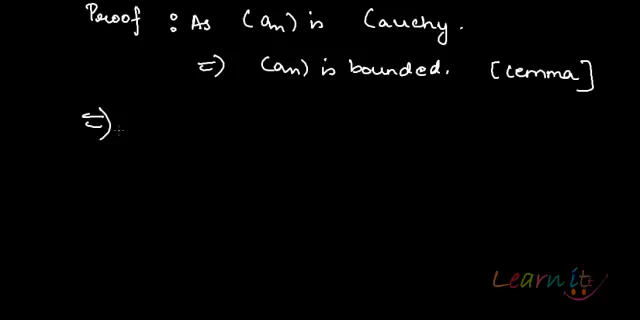 Proof : As (an) is Cauchy.
=) (an) is bounded. [Lemma]
=)
Learnit